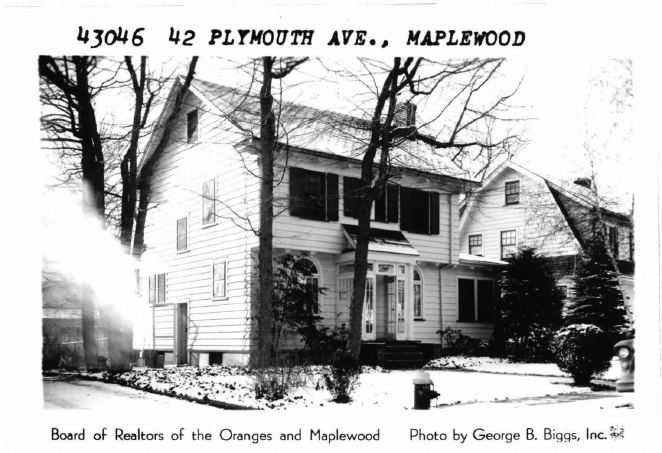 43046 42 PLYMOUTH AVE., MAPLEWOOD
Board of Realtors of the Oranges and Maplewood Photo by George B. Biggs, Inc.